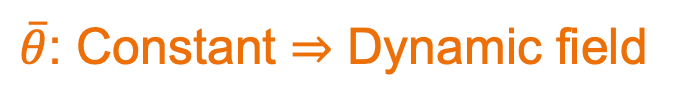 θ̄: Constant ⇒ Dynamic field